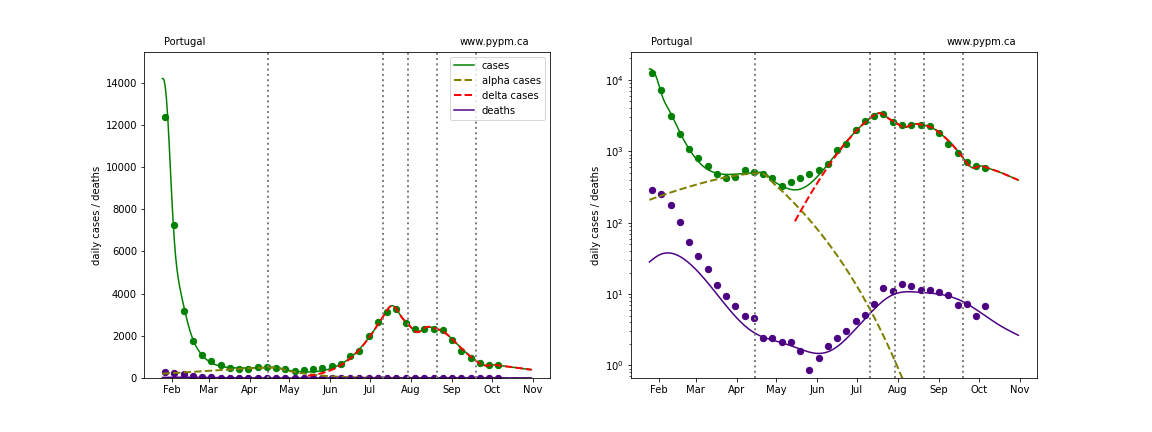 Portugal www.pypm.ca
cases
alpha cases
delta cases
deaths
daily cases / deaths
14000
12000
10000
8000
6000
4000
2000
0
Feb Mar Apr May Jun Jul Aug Sep Oct Nov
Portugal www.pypm.ca
daily cases / deaths
10^4
10^3
10^2
10^1
10^0
Feb Mar Apr May Jun Jul Aug Sep Oct Nov